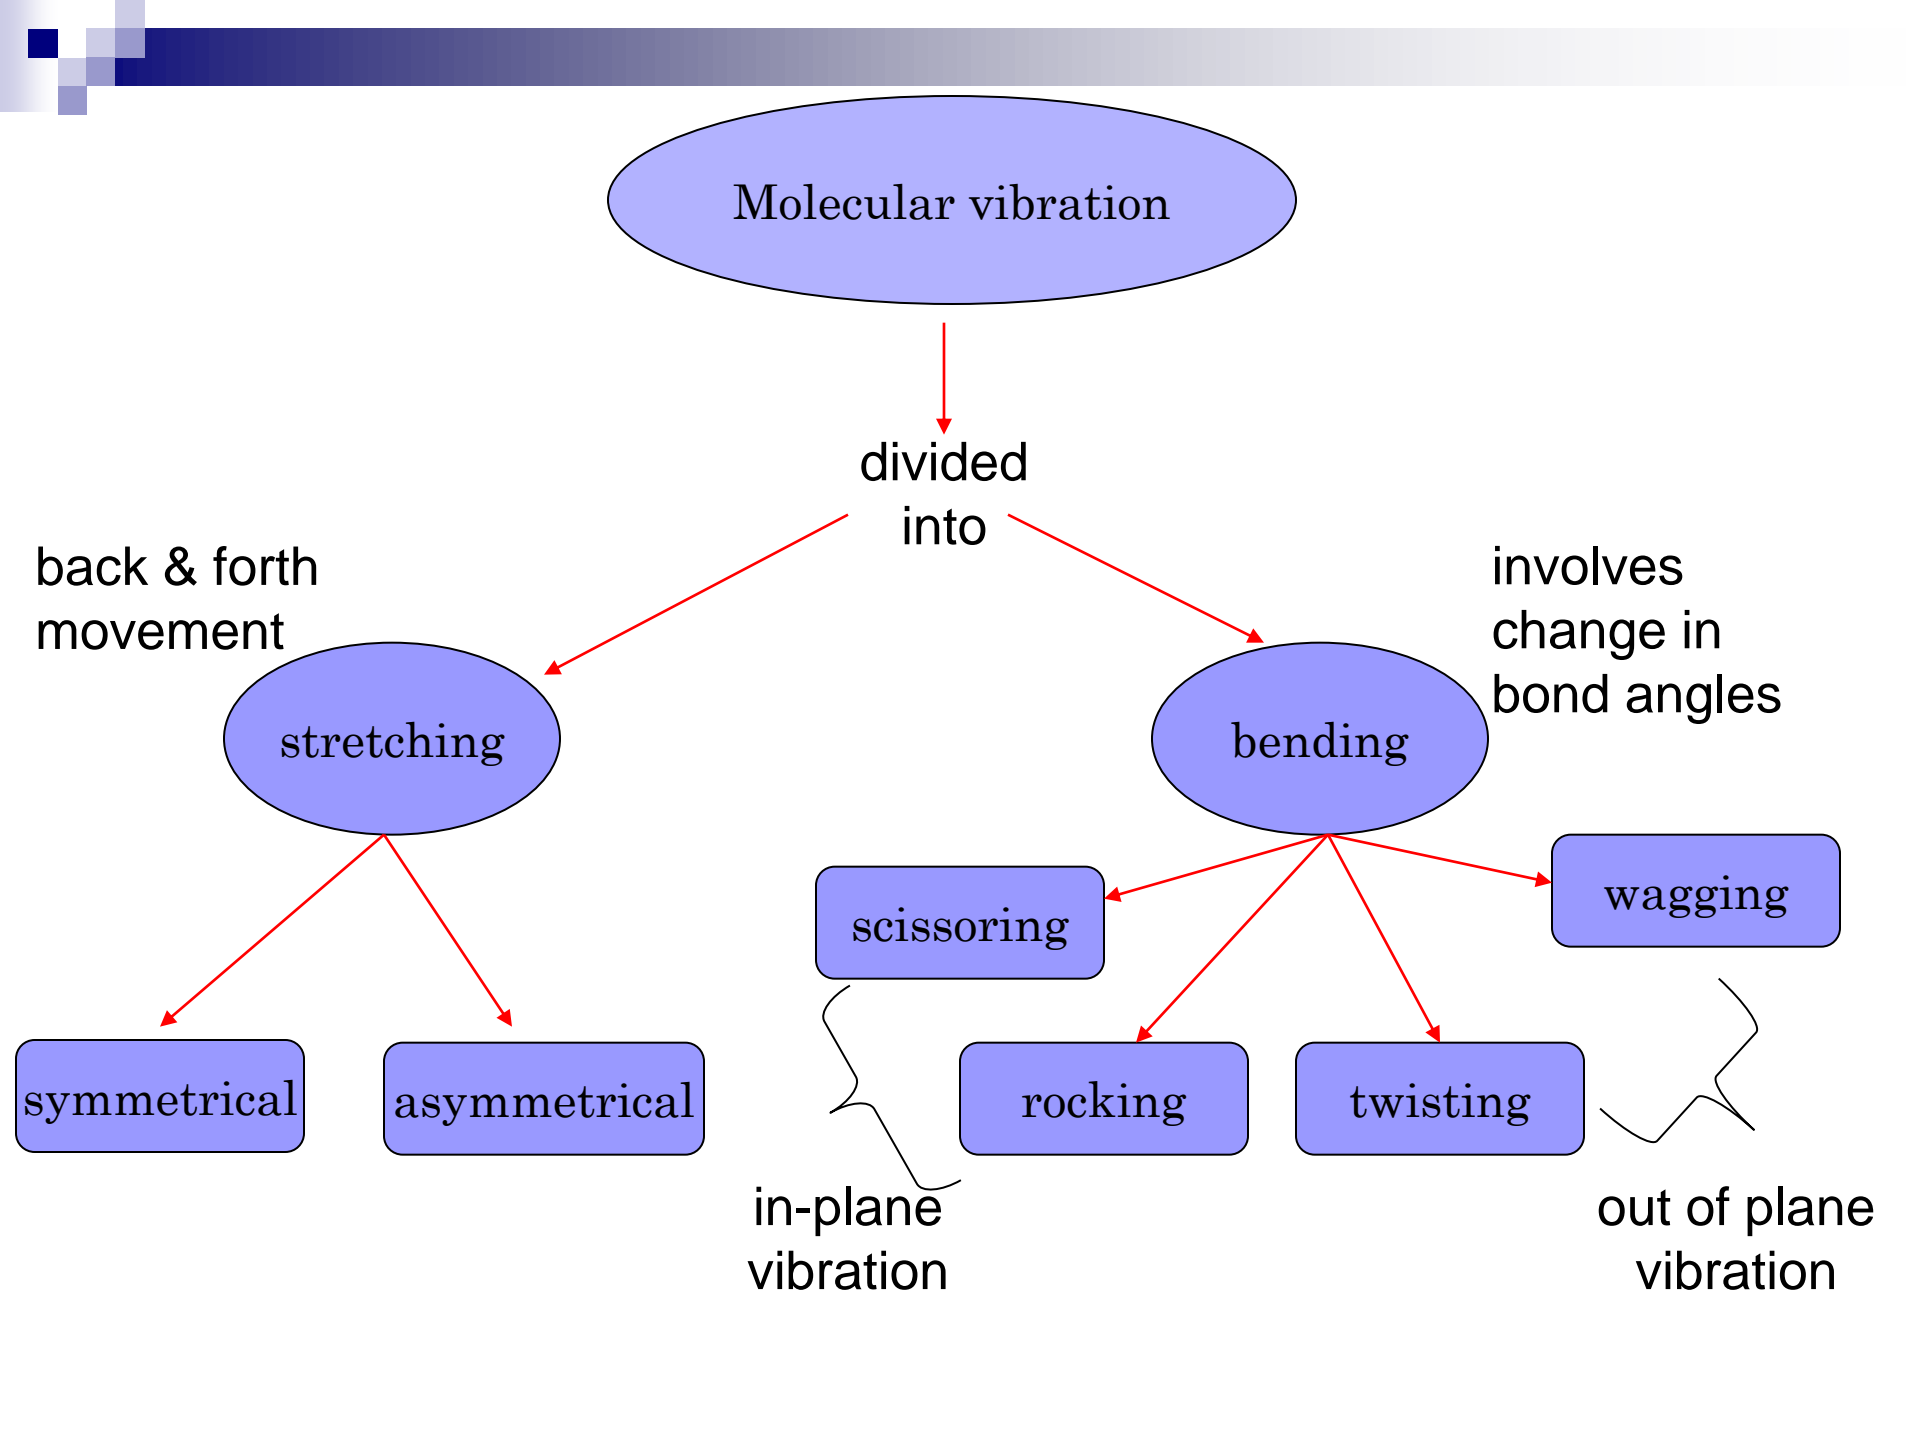 Molecular vibration
divided
into
back & forth
movement
involves
change in
bond angles
stretching
bending
scissoring
wagging
symmetrical
asymmetrical
rocking
twisting
in-plane
vibration
out of plane
vibration